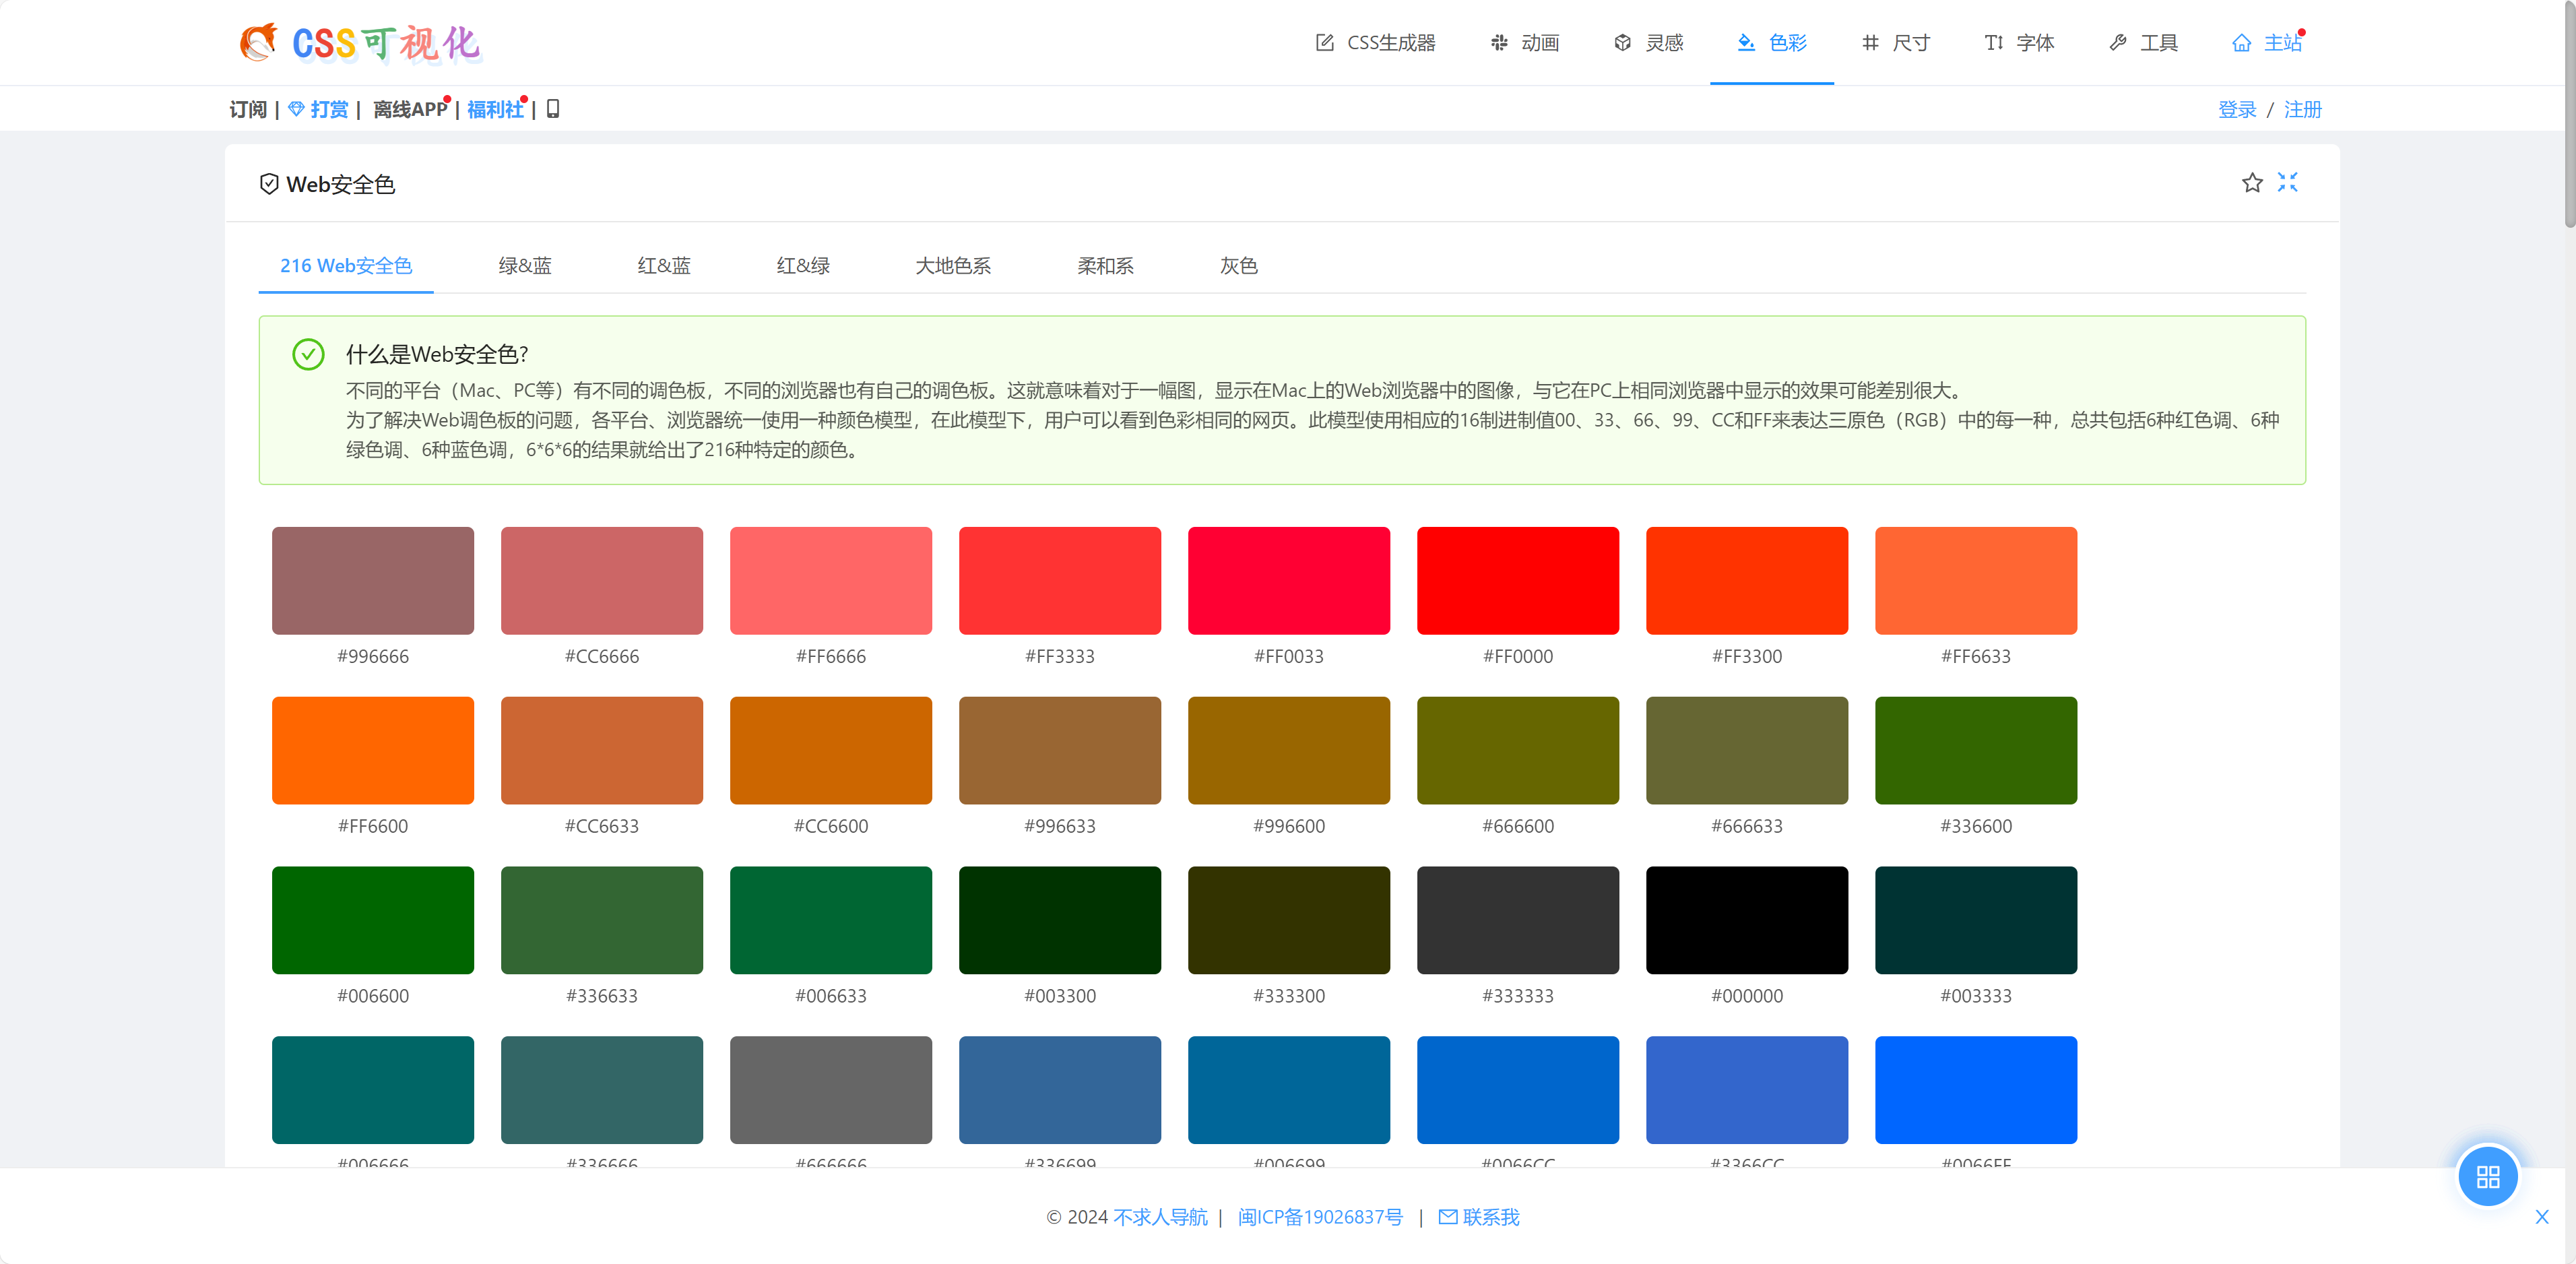 CSS可视化
CSS生成器 动画 灵感 色彩 尺寸 字体 工具 主站
订阅 | 打赏 | 离线APP | 福利社 |
登录 / 注册
Web安全色
216 Web安全色 绿&蓝 红&蓝 红&绿 大地色系 柔和系 灰色
什么是Web安全色?
不同的平台（Mac、PC等）有不同的调色板，不同的浏览器也有自己的调色板。这就意味着对于一幅图，显示在Mac上的Web浏览器中的图像，与它在PC上相同浏览器中显示的效果可能差别很大。
为了解决Web调色板的问题，各平台、浏览器统一使用一种颜色模型，在此模型下，用户可以看到色彩相同的网页。此模型使用相应的16制进制值00、33、66、99、CC和FF来表达三原色（RGB）中的每一种，总共包括6种红色调、6种
绿色调、6种蓝色调，6*6*6的结果就给出了216种特定的颜色。
#996666 #CC6666 #FF6666 #FF3333 #FF0033 #FF0000 #FF3300 #FF6633
#FF6600 #CC6633 #CC6600 #996633 #996600 #666600 #666633 #336600
#006600 #336633 #006633 #003300 #333300 #333333 #000000 #003333
#006666 #336666 #666666 #336699 #006699 #0066CC #3366CC #0066FF
© 2024 不求人导航 | 闽ICP备19026837号 | 联系我
X